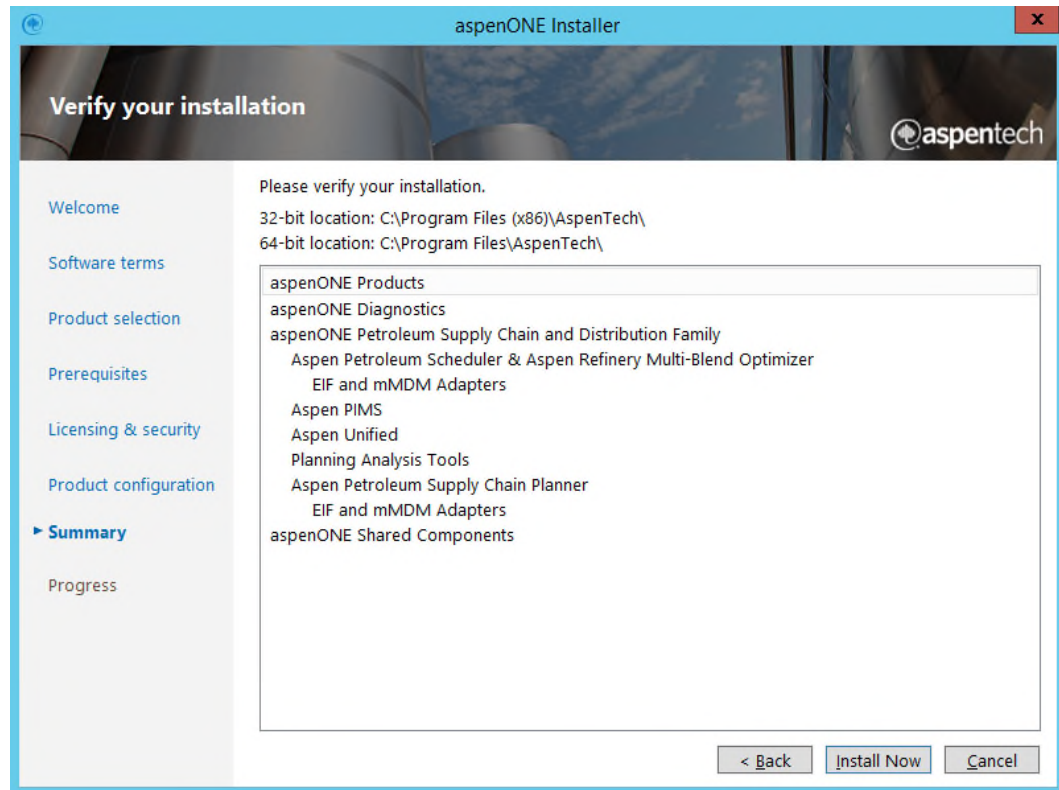 aspenONE Installer
x
Verify your installation
aspentech
Welcome
Software terms
Product selection
Prerequisites
Licensing & security
Product configuration
Summary
Progress
Please verify your installation.
32-bit location: C:\Program Files (x86)\AspenTech\
64-bit location: C:\Program Files\AspenTech\
aspenONE Products
aspenONE Diagnostics
aspenONE Petroleum Supply Chain and Distribution Family
Aspen Petroleum Scheduler & Aspen Refinery Multi-Blend Optimizer
EIF and mMDM Adapters
Aspen PIMS
Aspen Unified
Planning Analysis Tools
Aspen Petroleum Supply Chain Planner
EIF and mMDM Adapters
aspenONE Shared Components
< Back
Install Now
Cancel